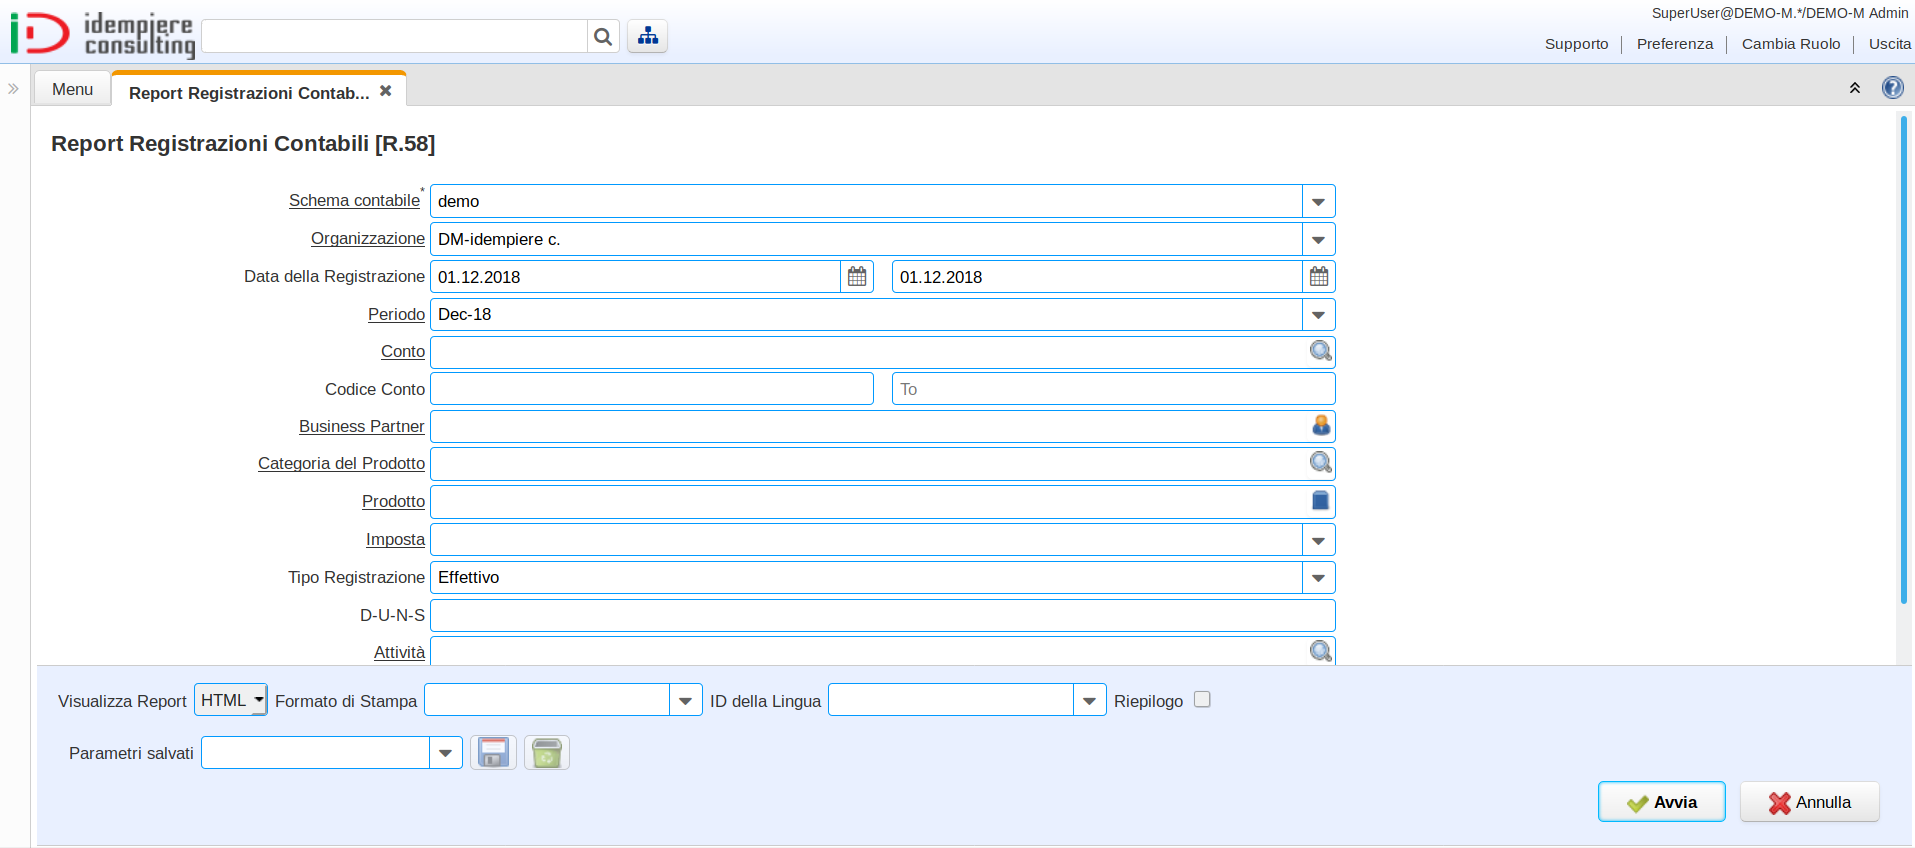 iD idempiere consulting
SuperUser@DEMO-M.*/DEMO-M Admin
Supporto Preferenza Cambia Ruolo Uscita
Menu Report Registrazioni Contab...
Report Registrazioni Contabili [R.58]
Schema contabile* demo
Organizzazione DM-idempiere c.
Data della Registrazione 01.12.2018 01.12.2018
Periodo Dec-18
Conto
Codice Conto To
Business Partner
Categoria del Prodotto
Prodotto
Imposta
Tipo Registrazione Effettivo
D-U-N-S
Attività
Visualizza Report HTML Formato di Stampa ID della Lingua Riepilogo
Parametri salvati
Avvia Annulla